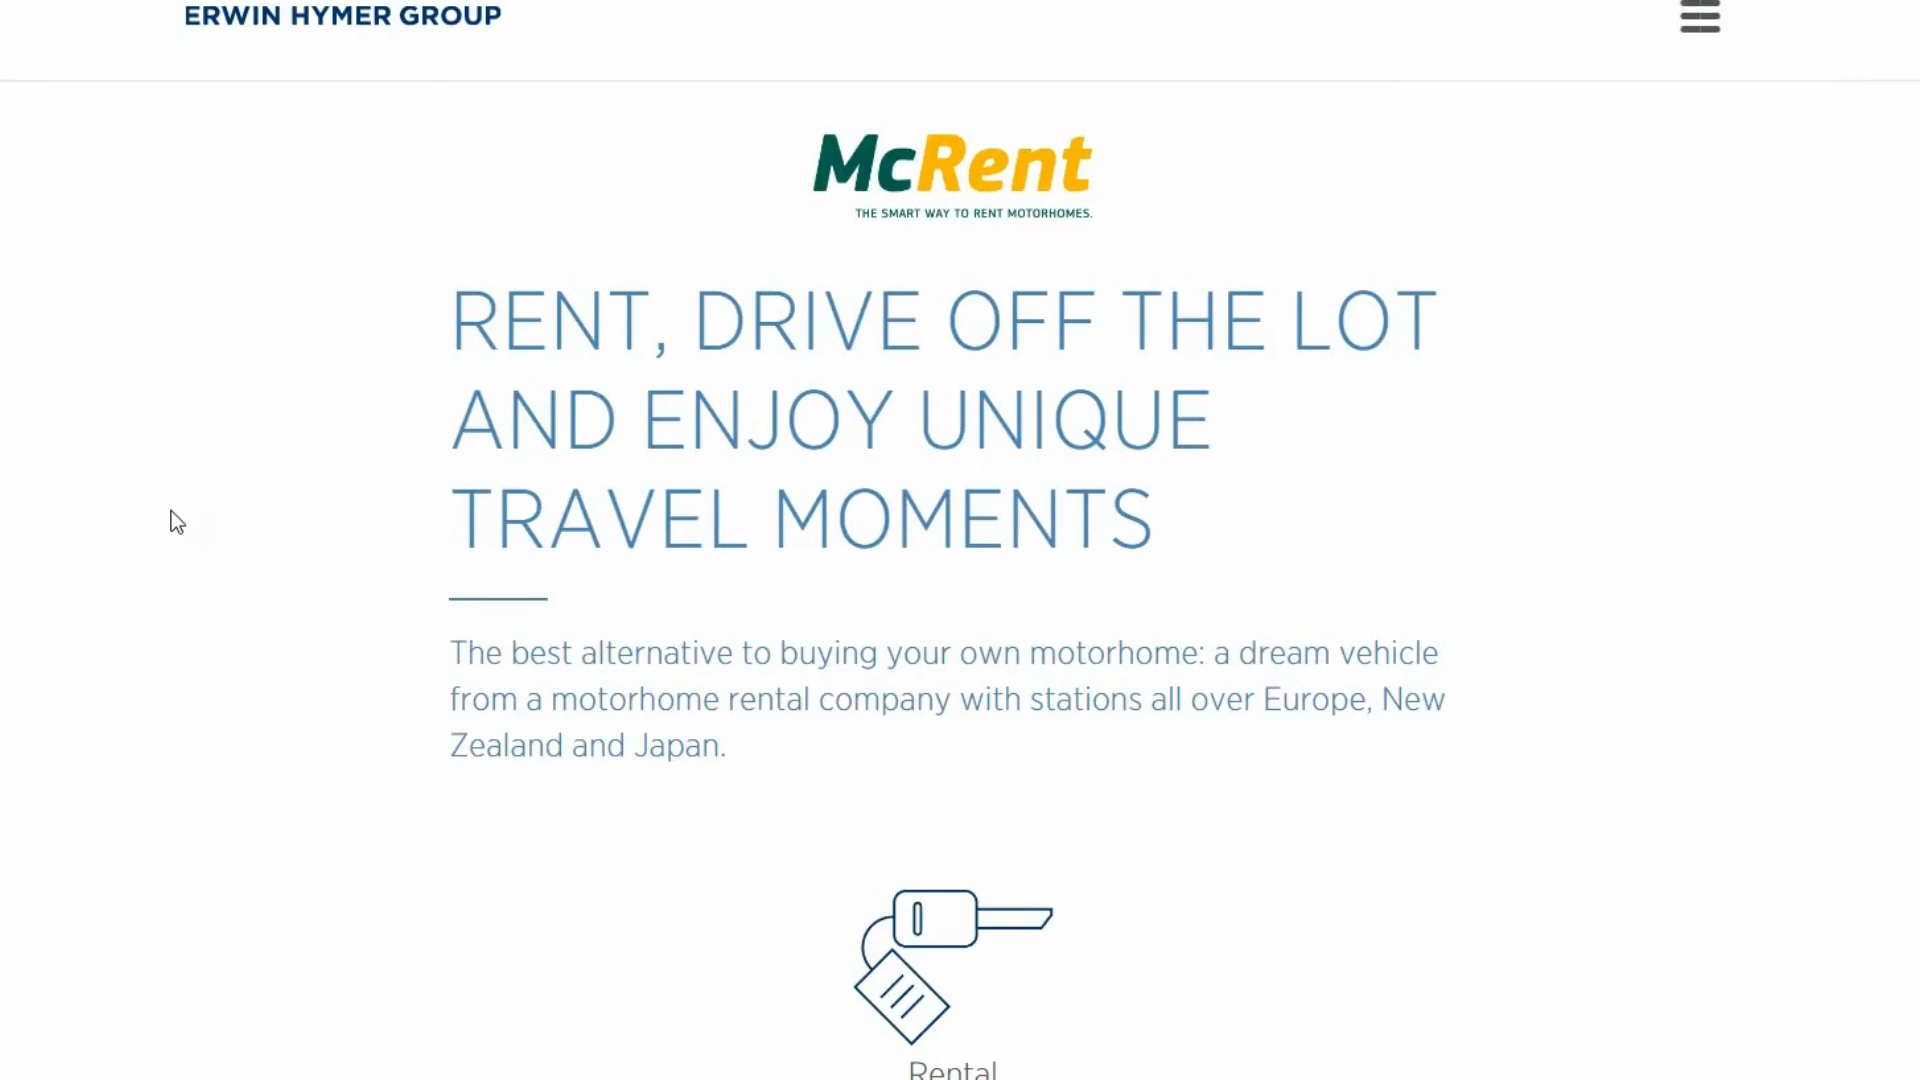 ERWIN HYMER GROUP
McRent
THE SMART WAY TO RENT MOTORHOMES.
RENT, DRIVE OFF THE LOT
AND ENJOY UNIQUE
TRAVEL MOMENTS
The best alternative to buying your own motorhome: a dream vehicle
from a motorhome rental company with stations all over Europe, New
Zealand and Japan.
Rental